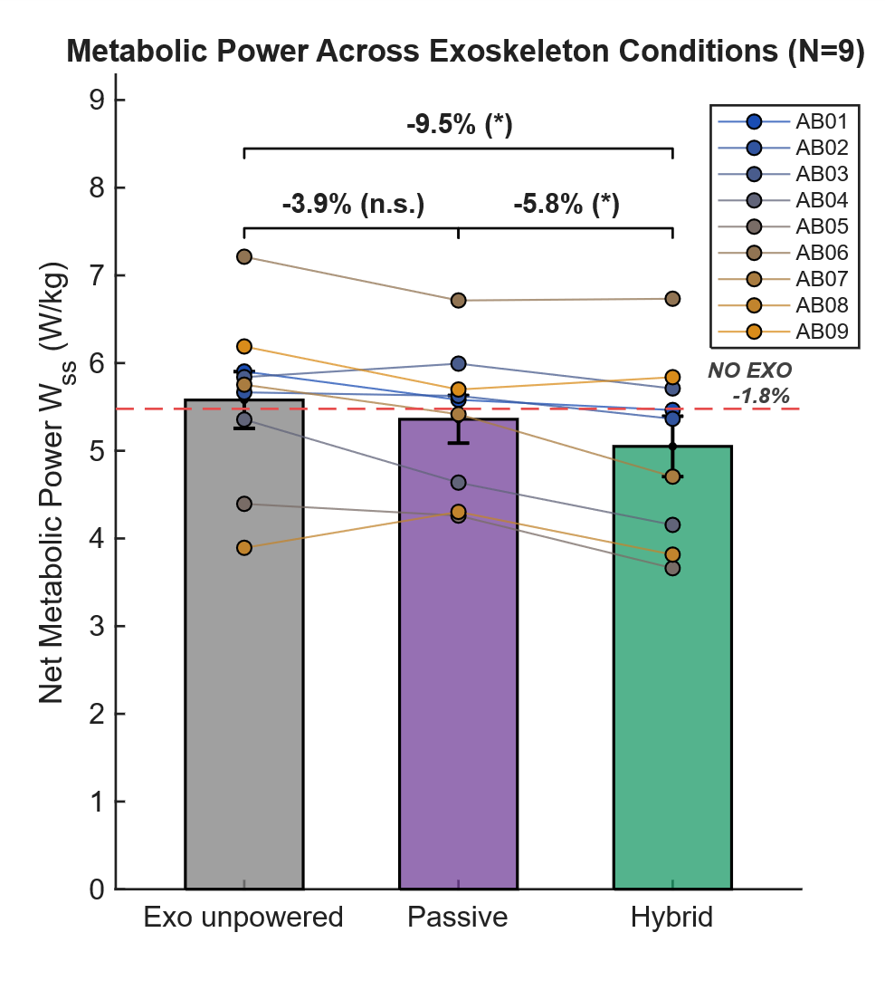 Metabolic Power Across Exoskeleton Conditions (N=9)
Net Metabolic Power Wss (W/kg)
9
8
7
6
5
4
3
2
1
0
-9.5% (*)
-3.9% (n.s.)
-5.8% (*)
AB01
AB02
AB03
AB04
AB05
AB06
AB07
AB08
AB09
NO EXO
-1.8%
Exo unpowered
Passive
Hybrid